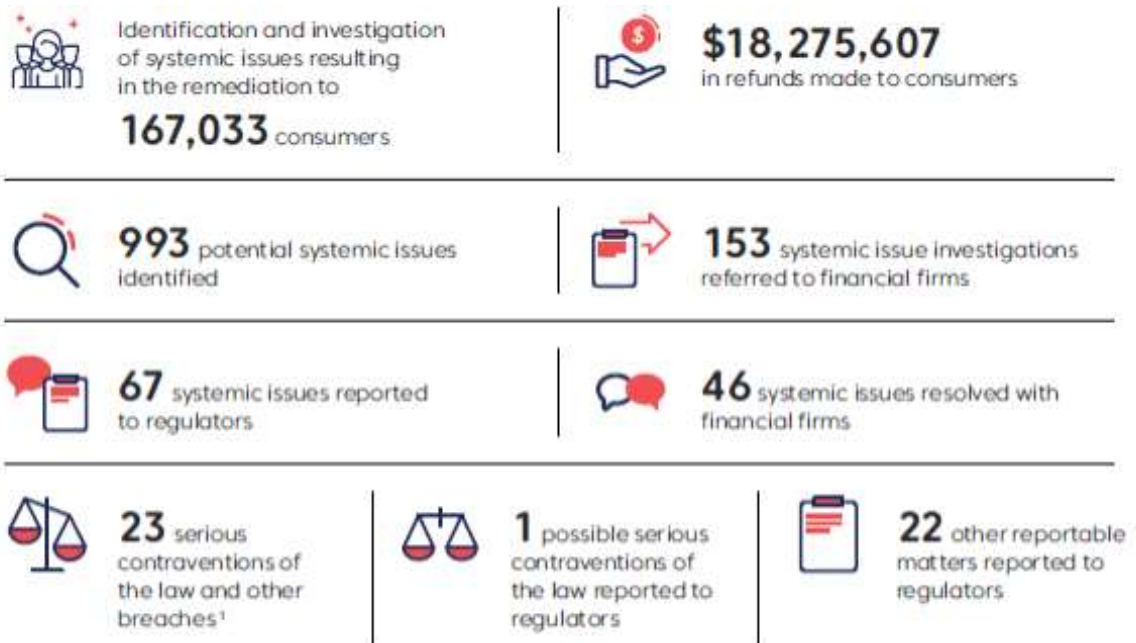 Identification and investigation
of systemic issues resulting
in the remediation to
167,033 consumers
$18,275,607
in refunds made to consumers
993 potential systemic issues
identified
153 systemic issue investigations
referred to financial firms
67 systemic issues reported
to regulators
46 systemic issues resolved with
financial firms
23 serious
contraventions of
the law and other
breaches¹
1 possible serious
contraventions of
the law reported to
regulators
22 other reportable
matters reported to
regulators